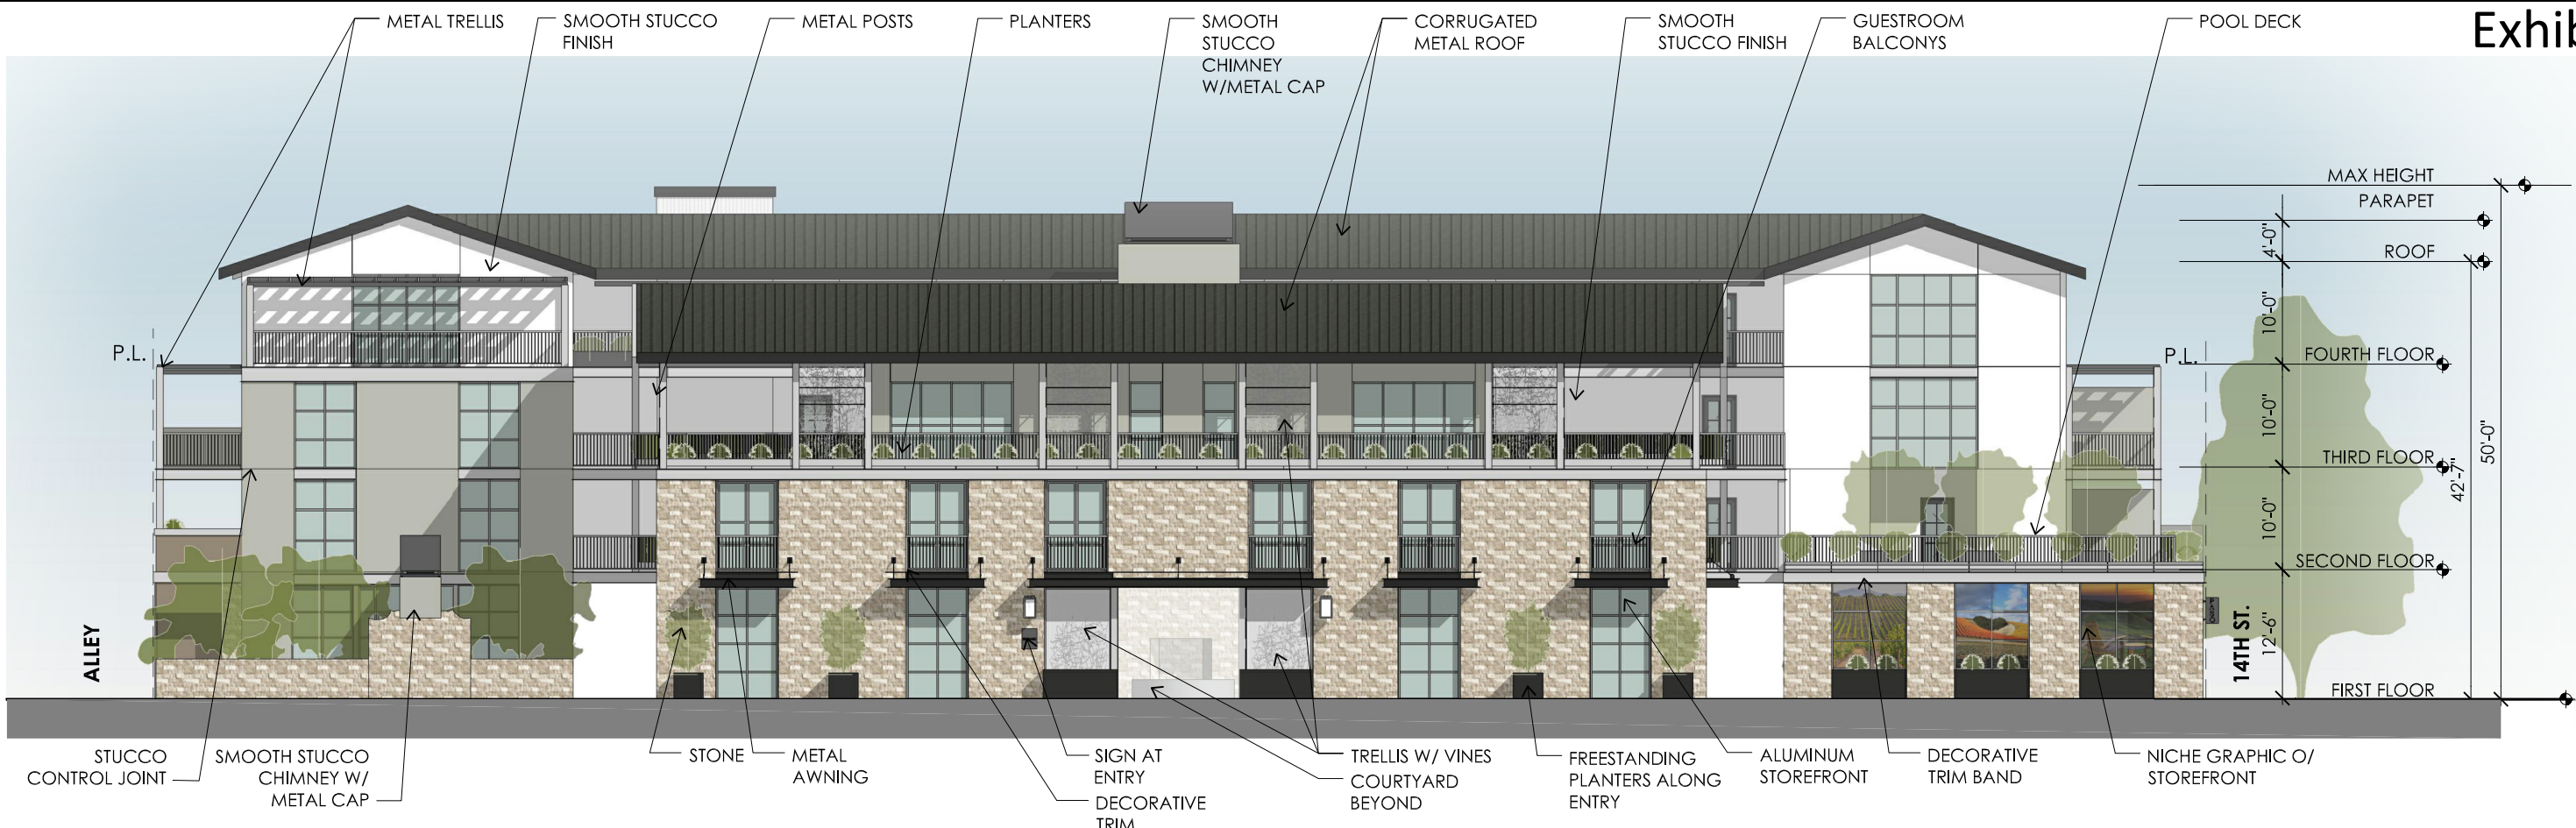 Exhib
METAL TRELLIS
SMOOTH STUCCO
FINISH
METAL POSTS
PLANTERS
SMOOTH
STUCCO
CHIMNEY
W/METAL CAP
CORRUGATED
METAL ROOF
SMOOTH
STUCCO FINISH
GUESTROOM
BALCONYS
POOL DECK
MAX HEIGHT
PARAPET
4'-0"
ROOF
10'-0"
P.L.
P.L.
FOURTH FLOOR
10'-0"
50'-0"
THIRD FLOOR
42'-7"
10'-0"
SECOND FLOOR
12'-6"
ALLEY
14TH ST.
FIRST FLOOR
STUCCO
CONTROL JOINT
SMOOTH STUCCO
CHIMNEY W/
METAL CAP
STONE
METAL
AWNING
SIGN AT
ENTRY
DECORATIVE
TRIM
TRELLIS W/ VINES
COURTYARD
BEYOND
FREESTANDING
PLANTERS ALONG
ENTRY
ALUMINUM
STOREFRONT
DECORATIVE
TRIM BAND
NICHE GRAPHIC O/
STOREFRONT